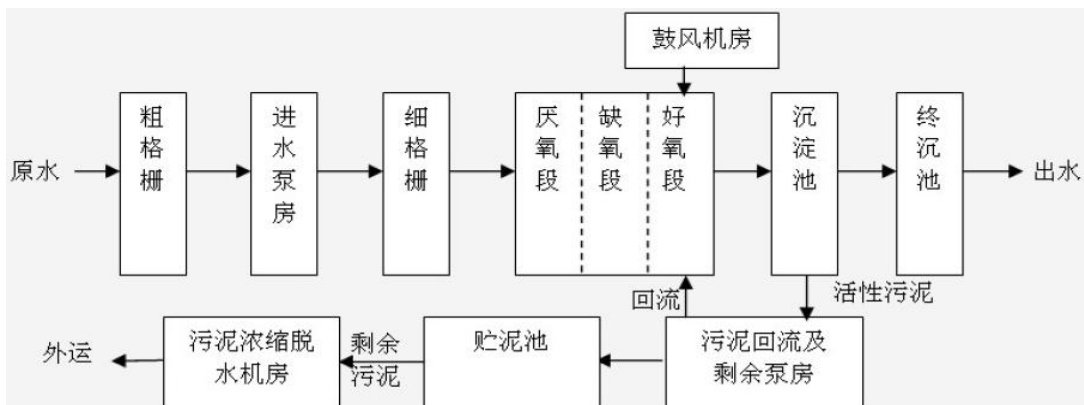 鼓风机房
原水
粗格栅
进水泵房
细格栅
厌氧段
缺氧段
好氧段
沉淀池
终沉池
出水
回流
活性污泥
外运
污泥浓缩脱
水机房
剩余
污泥
贮泥池
污泥回流及
剩余泵房